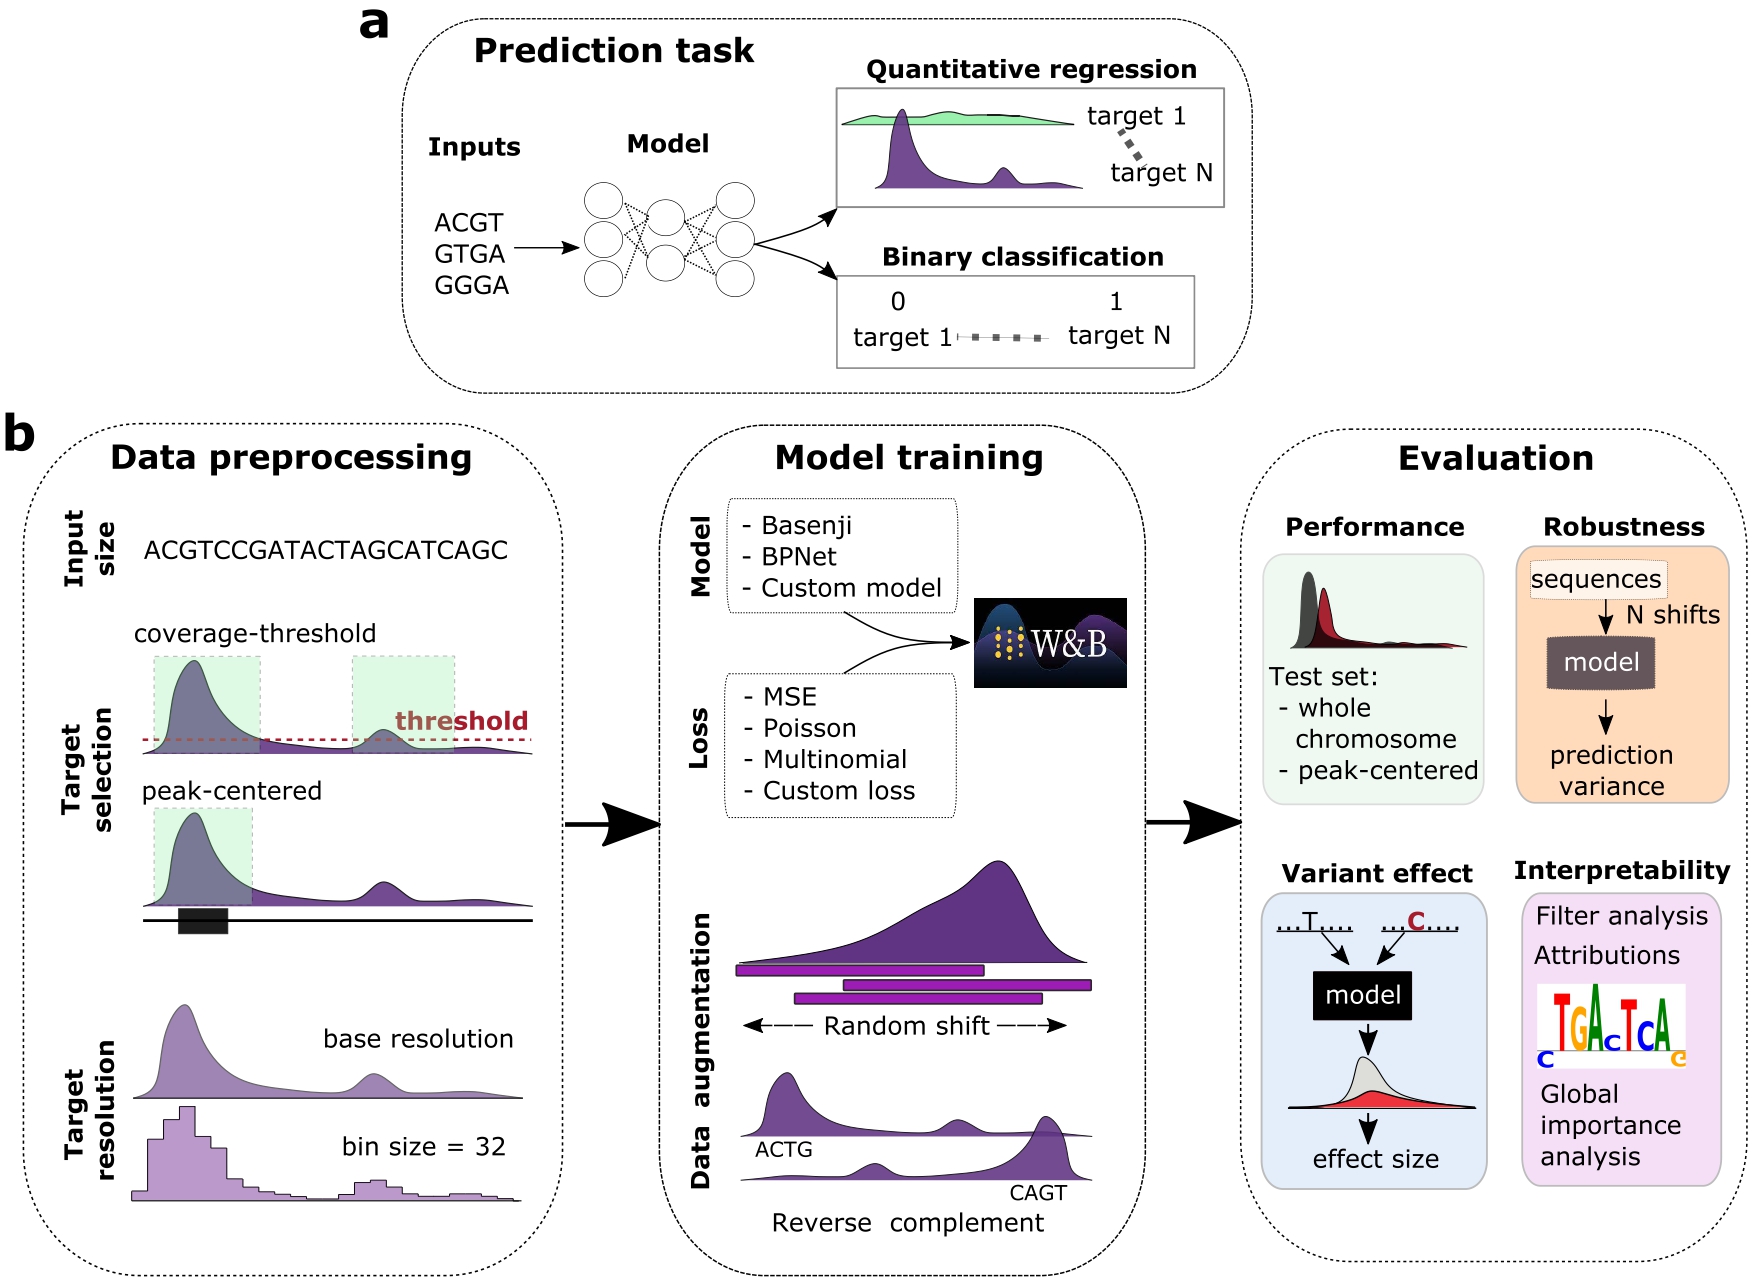 a
Prediction task
Inputs
Model
ACGT
GTGA
GGGA
Quantitative regression
target 1
target N
Binary classification
0 1
target 1 target N
b
Data preprocessing
Input
size
ACGTCCGATACTAGCATCAGC
Target
selection
coverage-threshold
threshold
peak-centered
Target
resolution
base resolution
bin size = 32
Model training
Model
- Basenji
- BPNet
- Custom model
W&B
Loss
- MSE
- Poisson
- Multinomial
- Custom loss
Data augmentation
Random shift
ACTG
CAGT
Reverse complement
Evaluation
Performance
Test set:
- whole
chromosome
- peak-centered
Robustness
sequences
N shifts
model
prediction
variance
Variant effect
...T....
...C....
model
effect size
Interpretability
Filter analysis
Attributions
CTGACTCAG
Global
importance
analysis